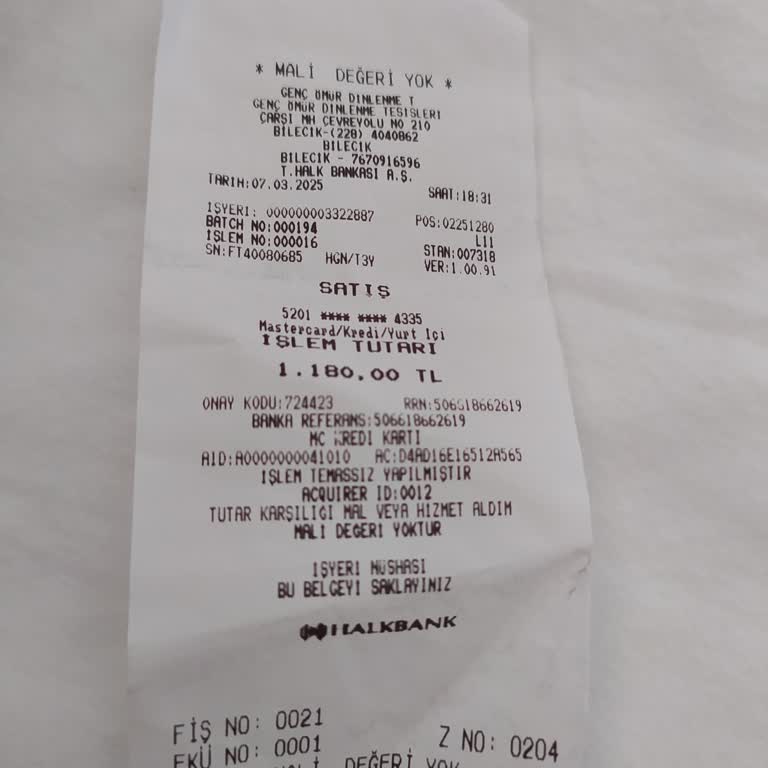 * MALİ DEĞERİ YOK *
GENÇ ÖMÜR DİNLENME T
GENÇ ÖMÜR DİNLENME TESİSLERİ
ÇARŞI MH ÇEVREYOLU NO 210
BİLECİK-(228) 4040862
BİLECİK
BİLECİK - 7670916596
T.HALK BANKASI A.Ş.
TARİH:07.03.2025 SAAT:18:31
İŞYERİ: 000000003322887 POS:02251280
BATCH NO:000194 L11
İŞLEM NO:000016 STAN:007318
SN:FT40080685 HGN/T3Y VER:1.00.91
SATIŞ
5201 **** **** 4335
Mastercard/Kredi/Yurt İçi
İŞLEM TUTARI
1.180,00 TL
ONAY KODU:724423 RRN:506618662619
BANKA REFERANS:506618662619
MC KREDİ KARTI
AID:A0000000041010 AC:D4AD16E16512A565
İŞLEM TEMASSIZ YAPILMIŞTIR
ACQUIRER ID:0012
TUTAR KARŞILIĞI MAL VEYA HİZMET ALDIM
MALİ DEĞERİ YOKTUR
İŞYERİ NÜSHASI
BU BELGEYİ SAKLAYINIZ
HALKBANK
FİŞ NO: 0021
EKÜ NO: 0001 Z NO: 0204
DEĞERİ YOK